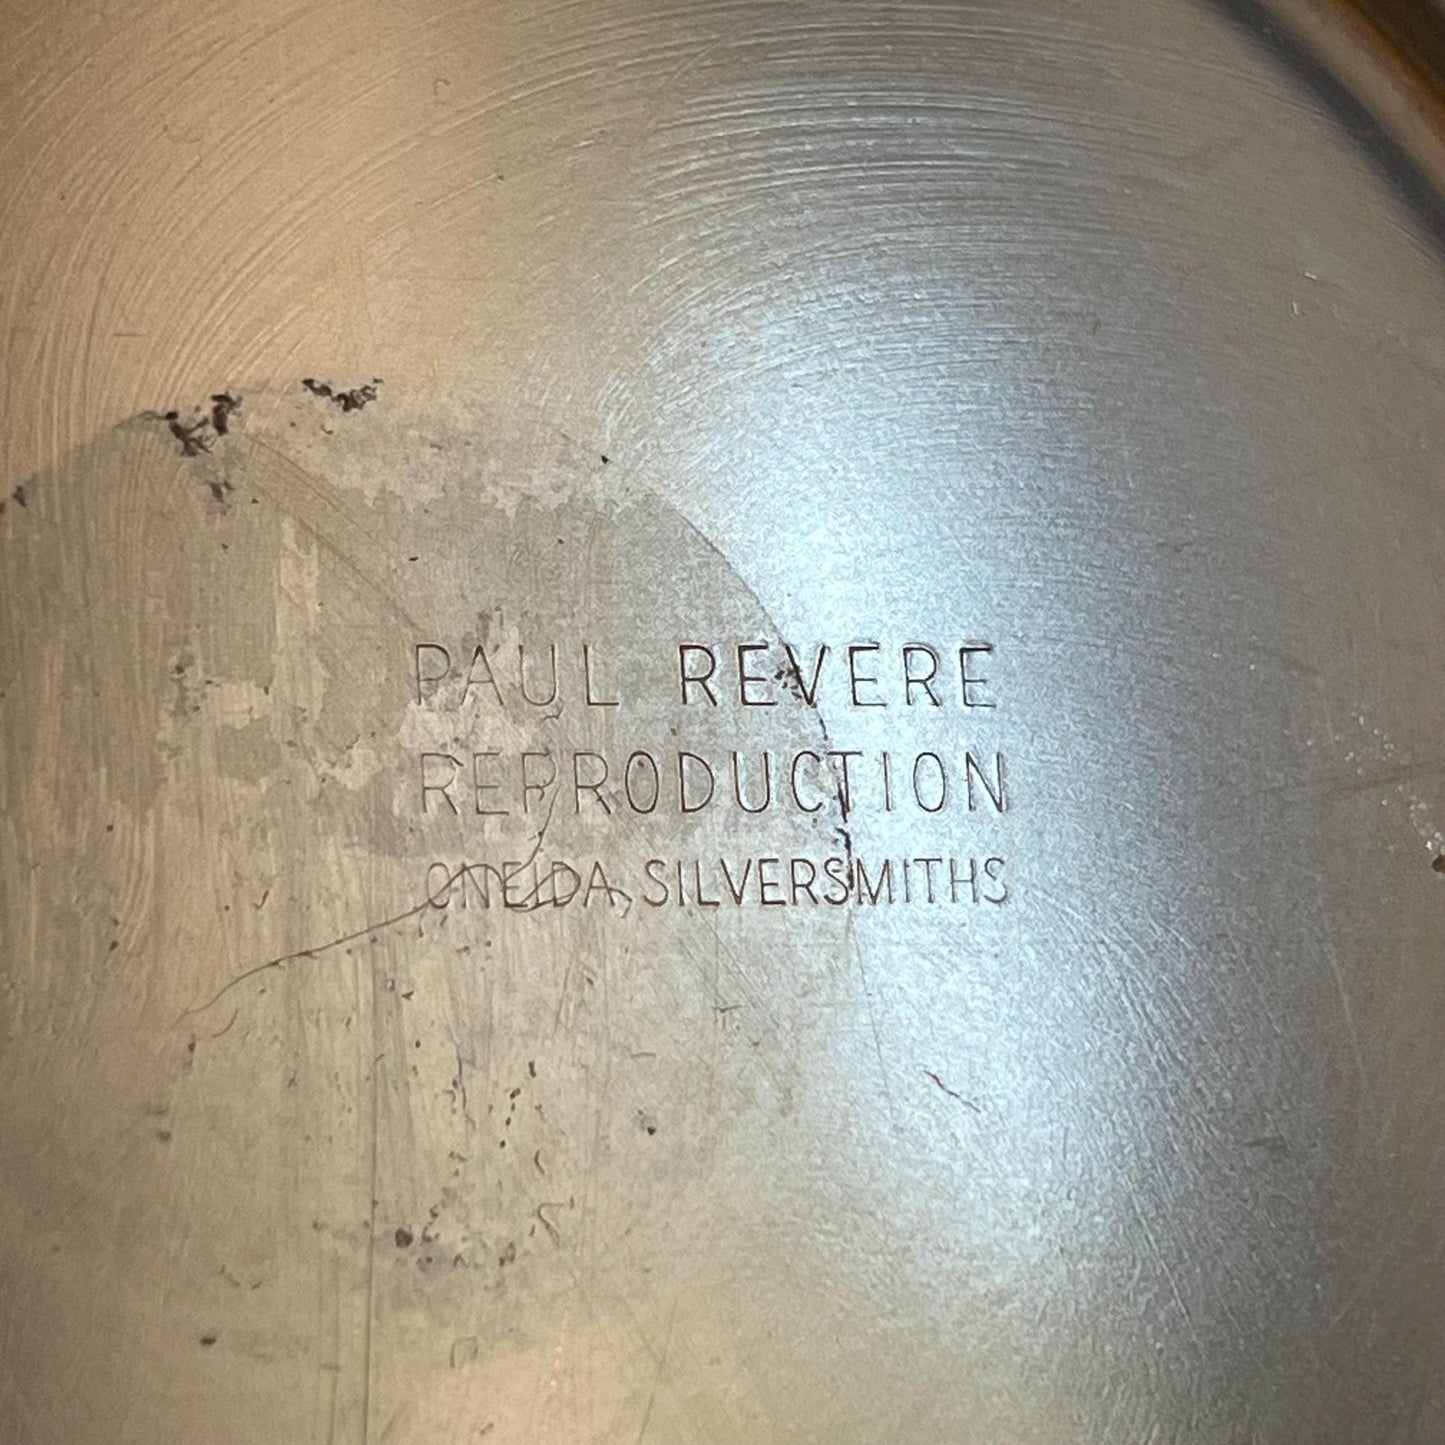 PAUL REVERE
REPRODUCTION
ONEIDA SILVERSMITHS